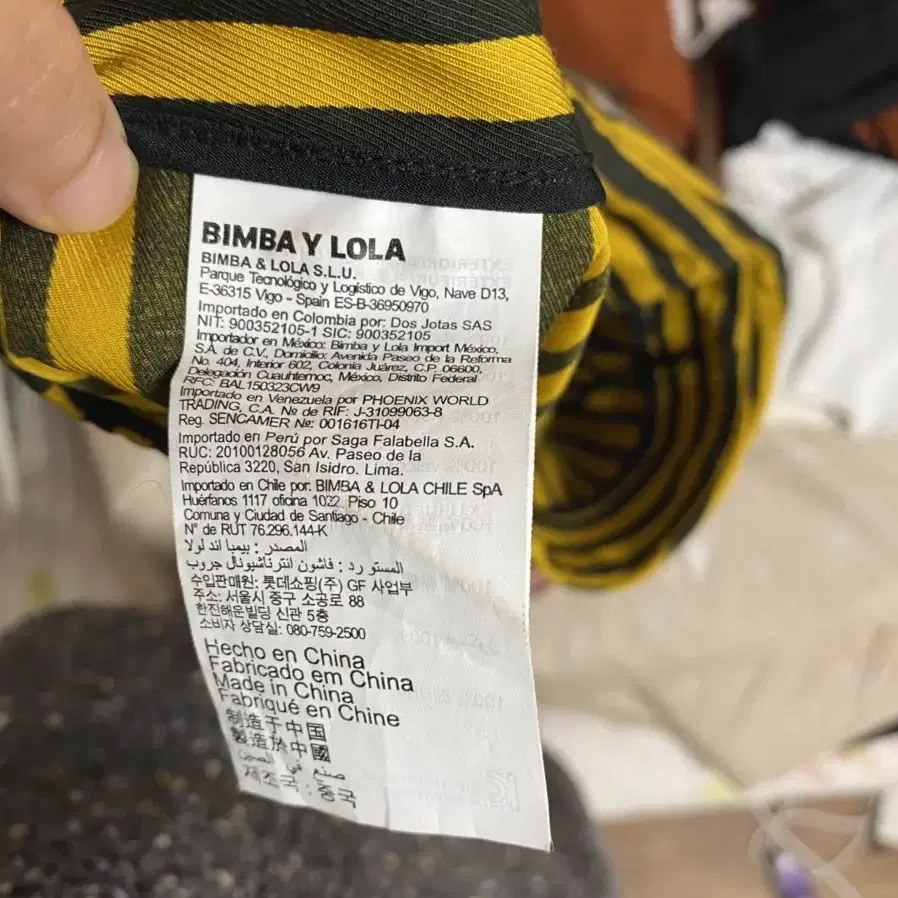 BIMBA Y LOLA
BIMBA & LOLA S.L.U.
Parque Tecnológico y Logístico de Vigo, Nave D13,
E-36315 Vigo - Spain ES-B-36950970
Importado en Colombia por: Dos Jotas SAS
NIT: 900352105-1 SIC: 900352105
Importador en México: Bimba y Lola Import México,
S.A. de C.V., Domicilio: Avenida Paseo de la Reforma
No. 404, Interior 602, Colonia Juárez, C.P. 06600,
Delegación Cuauhtemoc, México, Distrito Federal
RFC: BAL150323CW9
Importado en Venezuela por PHOENIX WORLD
TRADING, C.A. № de RIF: J-31099063-8
Reg. SENCAMER №: 001616TI-04
Importado en Perú por Saga Falabella S.A.
RUC: 20100128056 Av. Paseo de la
República 3220, San Isidro. Lima.
Importado en Chile por: BIMBA & LOLA CHILE SpA
Huérfanos 1117 oficina 1022, Piso 10
Comuna y Ciudad de Santiago - Chile
N° de RUT 76.296.144-K
المصدر : بيمبا اند لولا
المستورد : فاشون انترناشيونال جروب
수입판매원: 롯데쇼핑(주) GF 사업부
주소: 서울시 중구 소공로 88
한진해운빌딩 신관 5층
소비자 상담실: 080-759-2500
Hecho en China
Fabricado em China
Made in China
Fabriqué en Chine
制造于中国
製造於中國
صنع في الصين
제조국 : 중국